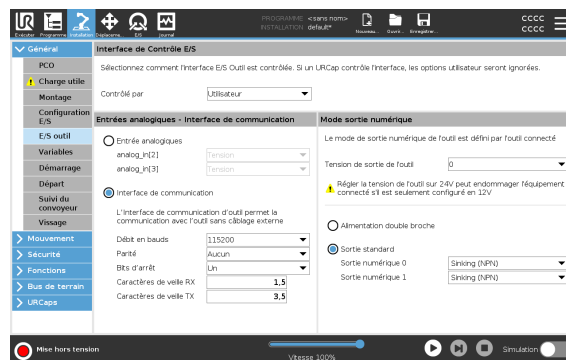 PROGRAMME <sans nom>
INSTALLATION default*
CCCC
CCCC
Exécuter
Programme
Installation
Déplaceme...
E/S
Journal
Nouveau...
Ouvrir...
Enregistrer...
Général
PCO
Charge utile
Montage
Configuration
E/S
E/S outil
Variables
Démarrage
Départ
Suivi du
convoyeur
Vissage
Mouvement
Sécurité
Fonctions
Bus de terrain
URCaps
Interface de Contrôle E/S
Sélectionnez comment l'Interface E/S Outil est contrôlée. Si un URCap contrôle l'interface, les options utilisateur seront ignorées.
Contrôlé par
Utilisateur
Entrées analogiques - Interface de communication
Entrée analogiques
analog_in[2]
Tension
analog_in[3]
Tension
Interface de communication
L'Interface de communication d'outil permet la
communication avec l'outil sans câblage externe
Débit en bauds
115200
Parité
Aucun
Bits d'arrêt
Un
Caractères de veille RX
1,5
Caractères de veille TX
3,5
Mode sortie numérique
Le mode de sortie numérique de l'outil est défini par l'outil connecté
Tension de sortie de l'outil
0
Régler la tension de l'outil sur 24V peut endommager l'équipement
connecté s'il est seulement configuré en 12V
Alimentation double broche
Sortie standard
Sortie numérique 0
Sinking (NPN)
Sortie numérique 1
Sinking (NPN)
Mise hors tension
Vitesse 100%
Simulation